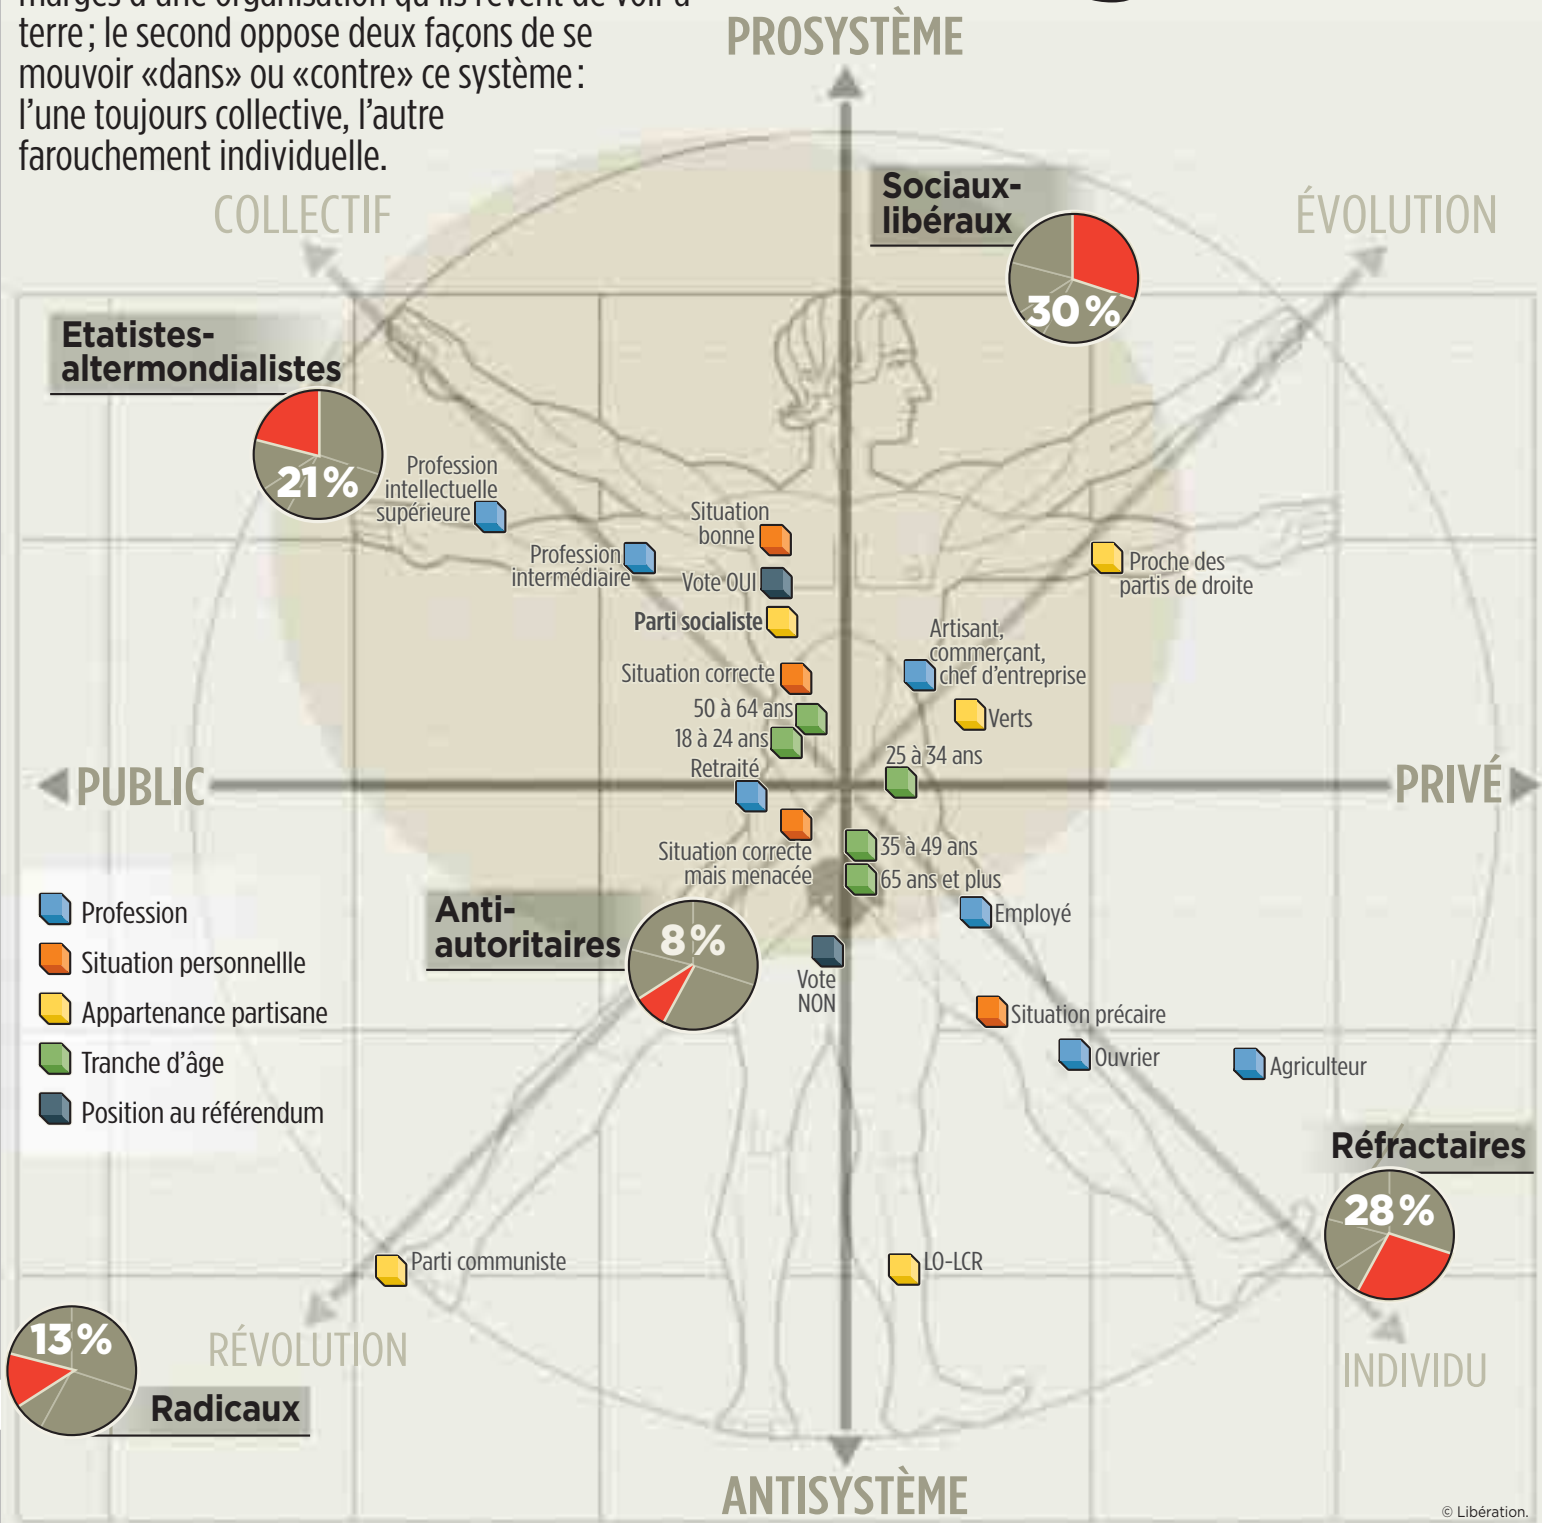 terre ; le second oppose deux façons de se
mouvoir «dans» ou «contre» ce système :
l'une toujours collective, l'autre
farouchement individuelle.
PROSYSTÈME
COLLECTIF
ÉVOLUTION
Sociaux-
libéraux
30 %
Etatistes-
altermondialistes
21 %
Profession
intellectuelle
supérieure
Profession
intermédiaire
Situation
bonne
Vote OUI
Parti socialiste
Situation correcte
50 à 64 ans
18 à 24 ans
Retraité
Proche des
partis de droite
Artisant,
commerçant,
chef d'entreprise
Verts
25 à 34 ans
PUBLIC
PRIVÉ
Situation correcte
mais menacée
35 à 49 ans
65 ans et plus
Employé
Profession
Situation personnellle
Appartenance partisane
Tranche d'âge
Position au référendum
Anti-
autoritaires
8 %
Vote
NON
Situation précaire
Ouvrier
Agriculteur
Réfractaires
28 %
Parti communiste
LO-LCR
13 %
Radicaux
RÉVOLUTION
INDIVIDU
ANTISYSTÈME
© Libération.